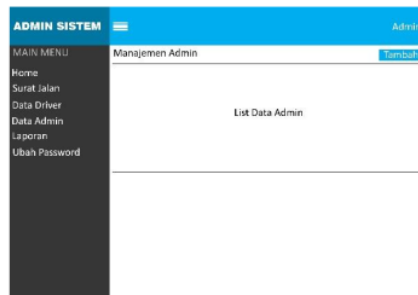 ADMIN SISTEM
Admin
MAIN MENU
Manajemen Admin
Tambah
Home
Surat Jalan
Data Driver
Data Admin
Laporan
Ubah Password
List Data Admin